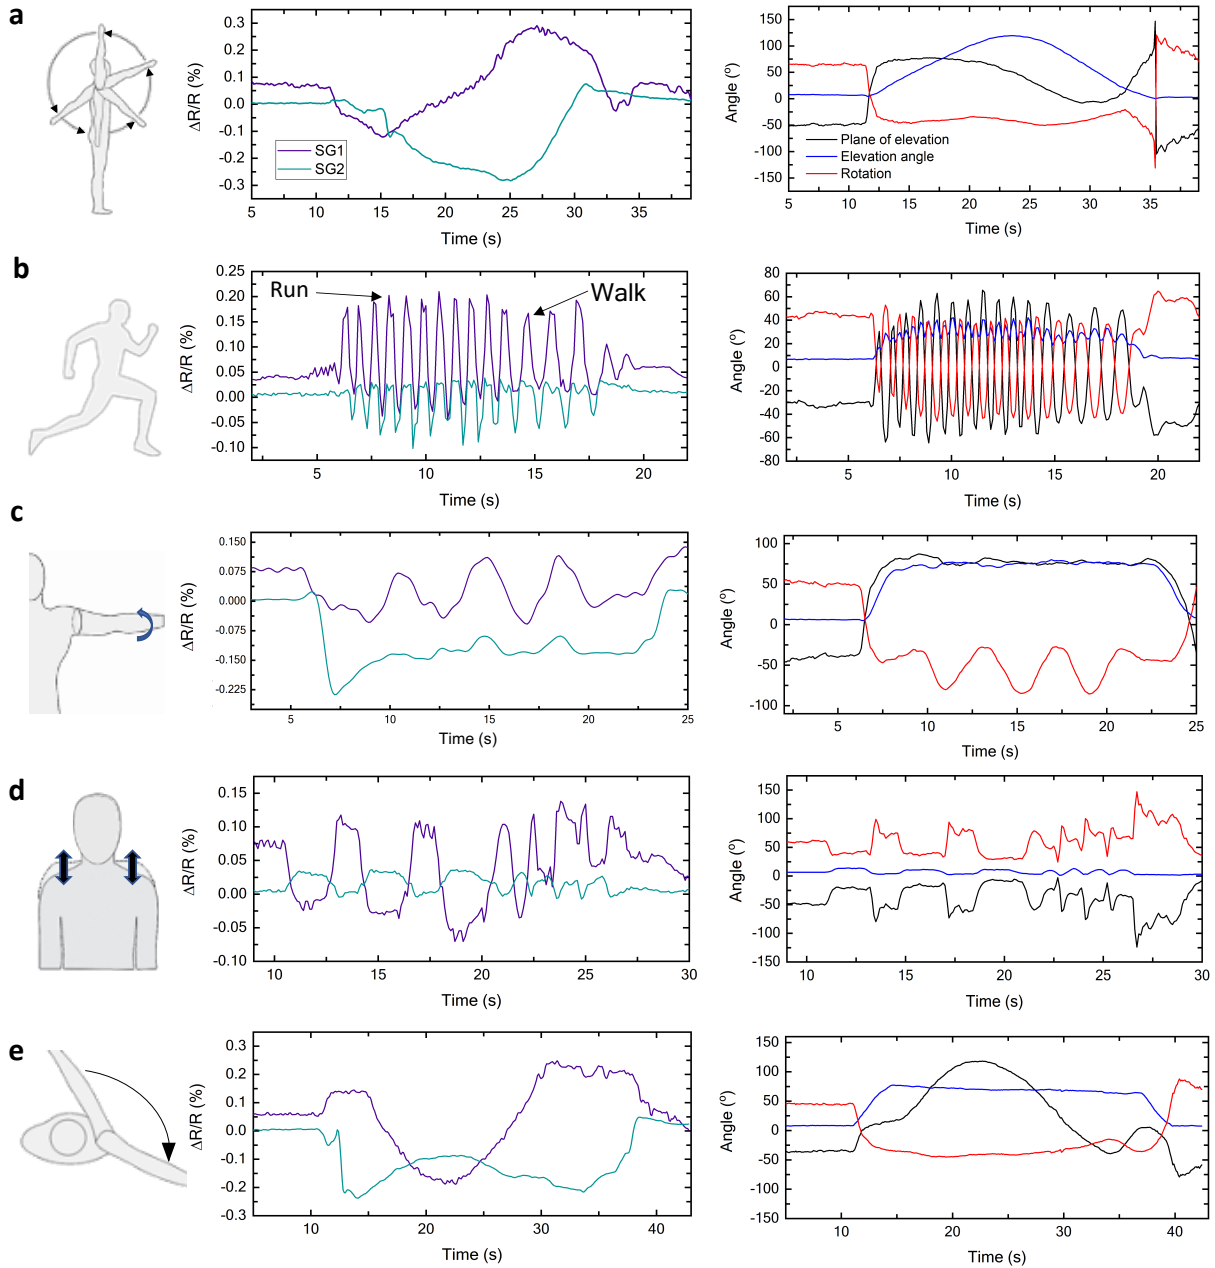 a
ΔR/R (%)
0.3
0.2
0.1
0.0
-0.1
-0.2
-0.3
SG1
SG2
5 10 15 20 25 30 35
Time (s)
Angle (°)
150
100
50
0
-50
-100
-150
Plane of elevation
Elevation angle
Rotation
5 10 15 20 25 30 35
Time (s)
b
ΔR/R (%)
0.25
0.20
0.15
0.10
0.05
0.00
-0.05
-0.10
Run
Walk
5 10 15 20
Time (s)
Angle (°)
80
60
40
20
0
-20
-40
-60
-80
5 10 15 20
Time (s)
c
ΔR/R (%)
0.150
0.075
0.000
-0.075
-0.150
-0.225
5 10 15 20 25
Time (s)
Angle (°)
100
50
0
-50
-100
5 10 15 20 25
Time (s)
d
ΔR/R (%)
0.15
0.10
0.05
0.00
-0.05
-0.10
10 15 20 25 30
Time (s)
Angle (°)
150
100
50
0
-50
-100
-150
10 15 20 25 30
Time (s)
e
ΔR/R (%)
0.3
0.2
0.1
0.0
-0.1
-0.2
-0.3
10 20 30 40
Time (s)
Angle (°)
150
100
50
0
-50
-100
-150
10 20 30 40
Time (s)